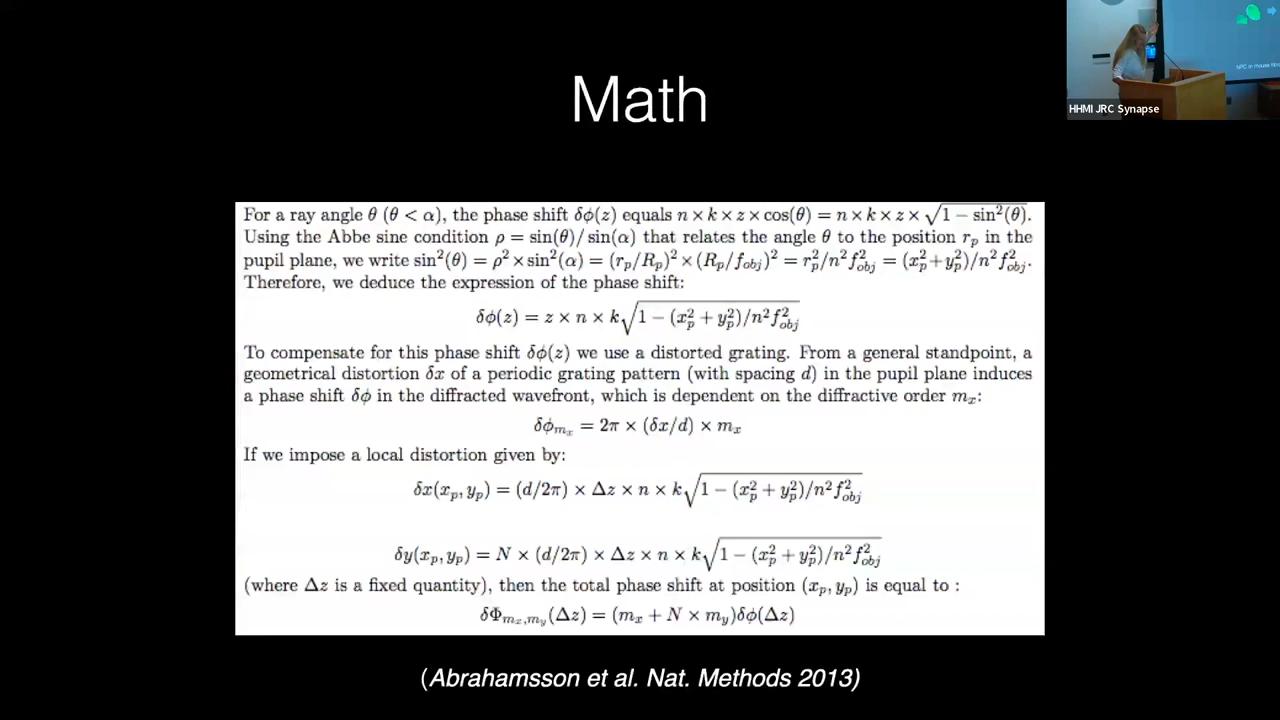 Math
HHMI JRC Synapse
For a ray angle θ (θ < α), the phase shift δϕ(z) equals n × k × z × cos(θ) = n × k × z × √(1 − sin²(θ)).
Using the Abbe sine condition ρ = sin(θ)/ sin(α) that relates the angle θ to the position r_p in the
pupil plane, we write sin²(θ) = ρ² × sin²(α) = (r_p/R_p)² × (R_p/f_obj)² = r_p²/n²f²_obj = (x_p² + y_p²)/n²f²_obj.
Therefore, we deduce the expression of the phase shift:
δϕ(z) = z × n × k√(1 − (x_p² + y_p²)/n²f²_obj)
To compensate for this phase shift δϕ(z) we use a distorted grating. From a general standpoint, a
geometrical distortion δx of a periodic grating pattern (with spacing d) in the pupil plane induces
a phase shift δϕ in the diffracted wavefront, which is dependent on the diffractive order m_x:
δϕ_m_x = 2π × (δx/d) × m_x
If we impose a local distortion given by:
δx(x_p, y_p) = (d/2π) × Δz × n × k√(1 − (x_p² + y_p²)/n²f²_obj)
δy(x_p, y_p) = N × (d/2π) × Δz × n × k√(1 − (x_p² + y_p²)/n²f²_obj)
(where Δz is a fixed quantity), then the total phase shift at position (x_p, y_p) is equal to :
δΦ_m_x,m_y(Δz) = (m_x + N × m_y)δϕ(Δz)
(Abrahamsson et al. Nat. Methods 2013)